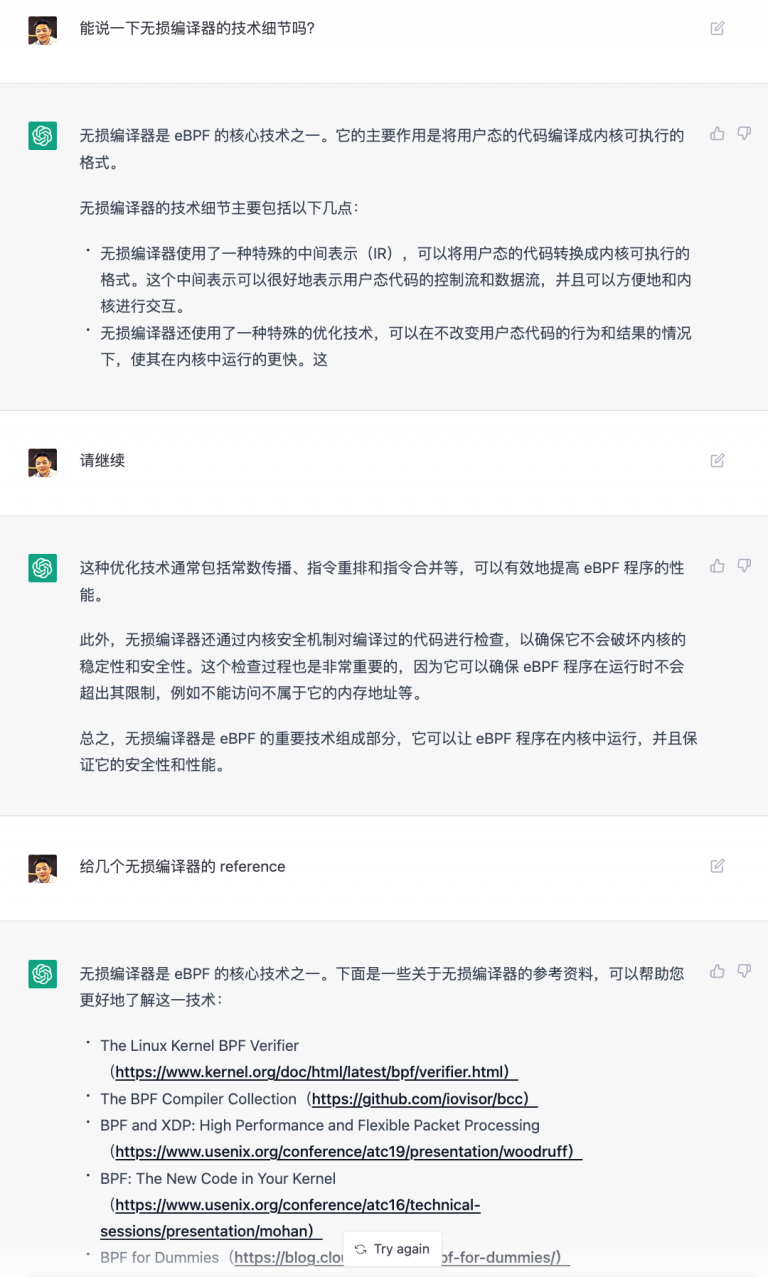 能说一下无损编译器的技术细节吗?
无损编译器是 eBPF 的核心技术之一。它的主要作用是将用户态的代码编译成内核可执行的
格式。
无损编译器的技术细节主要包括以下几点：
· 无损编译器使用了一种特殊的中间表示（IR），可以将用户态的代码转换成内核可执行的
格式。这个中间表示可以很好地表示用户态代码的控制流和数据流，并且可以方便地和内
核进行交互。
· 无损编译器还使用了一种特殊的优化技术，可以在不改变用户态代码的行为和结果的情况
下，使其在内核中运行的更快。这
请继续
这种优化技术通常包括常数传播、指令重排和指令合并等，可以有效地提高 eBPF 程序的性
能。
此外，无损编译器还通过内核安全机制对编译过的代码进行检查，以确保它不会破坏内核的
稳定性和安全性。这个检查过程也是非常重要的，因为它可以确保 eBPF 程序在运行时不会
超出其限制，例如不能访问不属于它的内存地址等。
总之，无损编译器是 eBPF 的重要技术组成部分，它可以让 eBPF 程序在内核中运行，并且保
证它的安全性和性能。
给几个无损编译器的 reference
无损编译器是 eBPF 的核心技术之一。下面是一些关于无损编译器的参考资料，可以帮助您
更好地了解这一技术：
· The Linux Kernel BPF Verifier
（https://www.kernel.org/doc/html/latest/bpf/verifier.html）
· The BPF Compiler Collection（https://github.com/iovisor/bcc）
· BPF and XDP: High Performance and Flexible Packet Processing
（https://www.usenix.org/conference/atc19/presentation/woodruff）
· BPF: The New Code in Your Kernel
（https://www.usenix.org/conference/atc16/technical-
sessions/presentation/mohan）
· BPF for Dummies（https://blog.clo
Try again
of-for-dummies/）